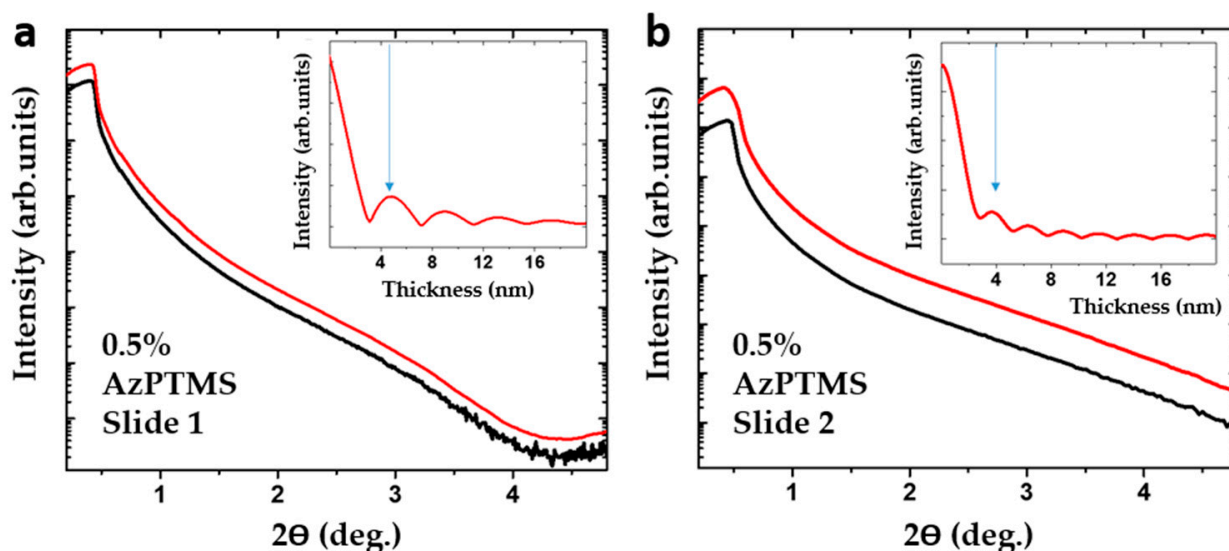 a
Intensity (arb.units)
Intensity (arb.units)
4 8 12 16
Thickness (nm)
0.5%
AzPTMS
Slide 1
1 2 3 4
2Θ (deg.)
b
Intensity (arb.units)
Intensity (arb.units)
4 8 12 16
Thickness (nm)
0.5%
AzPTMS
Slide 2
1 2 3 4
2Θ (deg.)